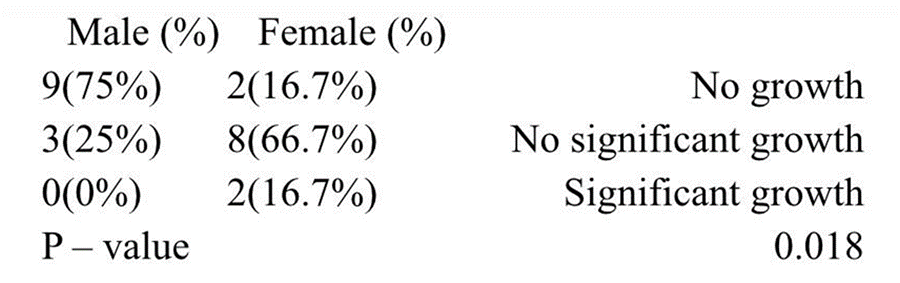 Male (%) Female (%)
9(75%) 2(16.7%) No growth
3(25%) 8(66.7%) No significant growth
0(0%) 2(16.7%) Significant growth
P – value 0.018